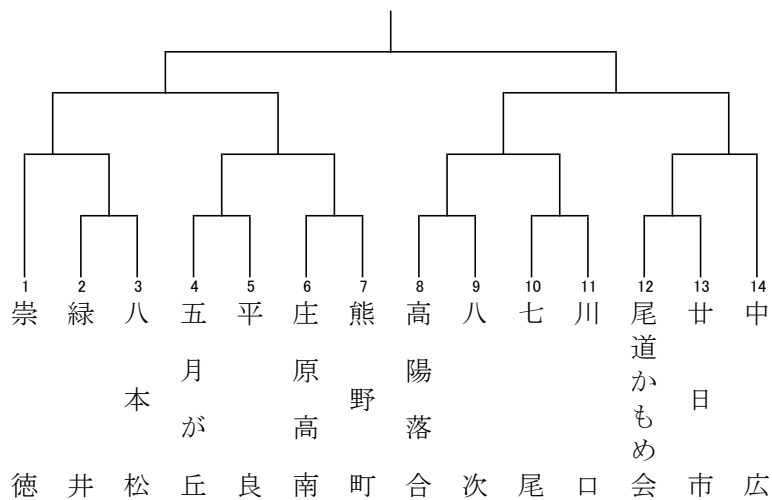 1 崇徳
2 緑井
3 八本松
4 五月が丘
5 平良
6 庄原高南
7 熊野町
8 高陽落合
9 八次
10 七尾
11 川口
12 尾道かもめ会
13 廿日市
14 中広